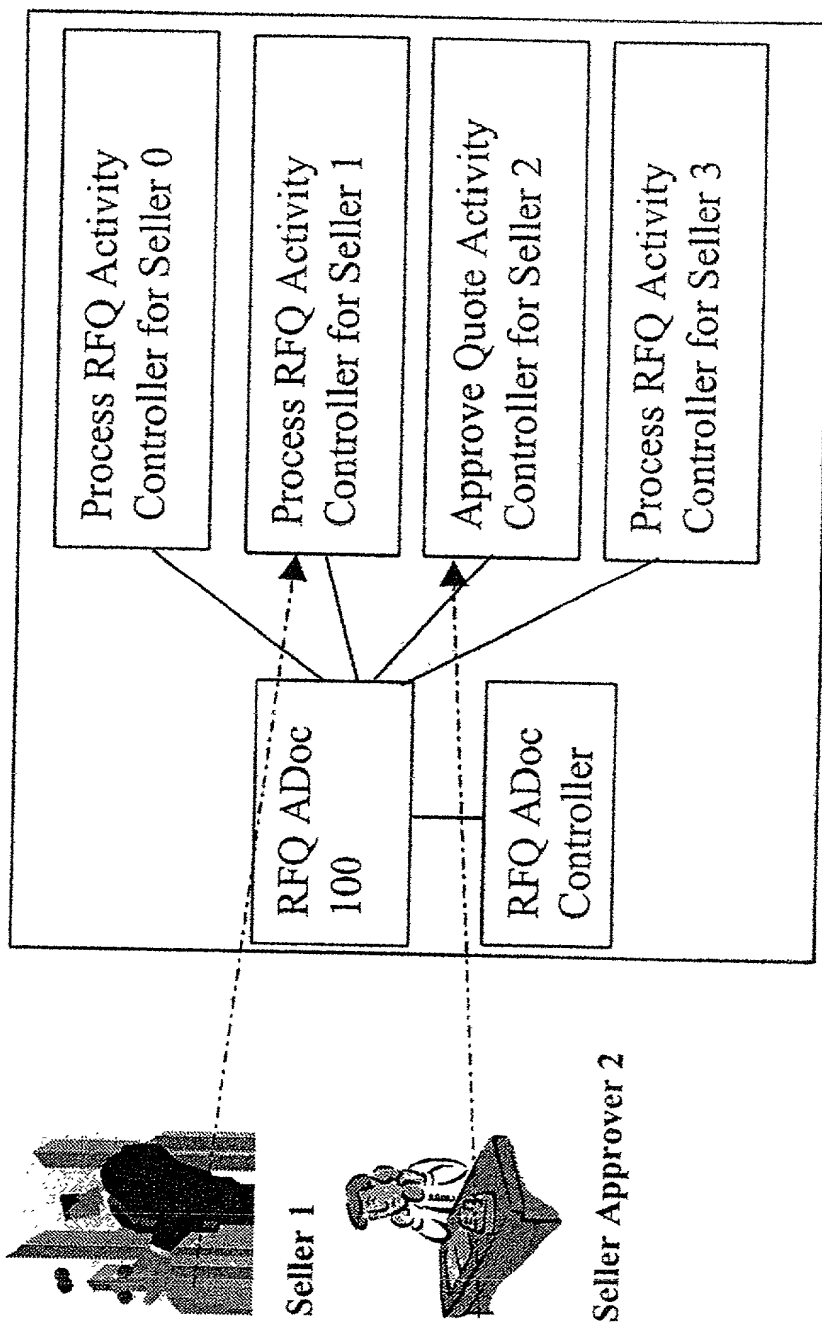 Seller 1
Seller Approver 2
RFQ ADoc
100
RFQ ADoc
Controller
Process RFQ Activity
Controller for Seller 0
Process RFQ Activity
Controller for Seller 1
Approve Quote Activity
Controller for Seller 2
Process RFQ Activity
Controller for Seller 3